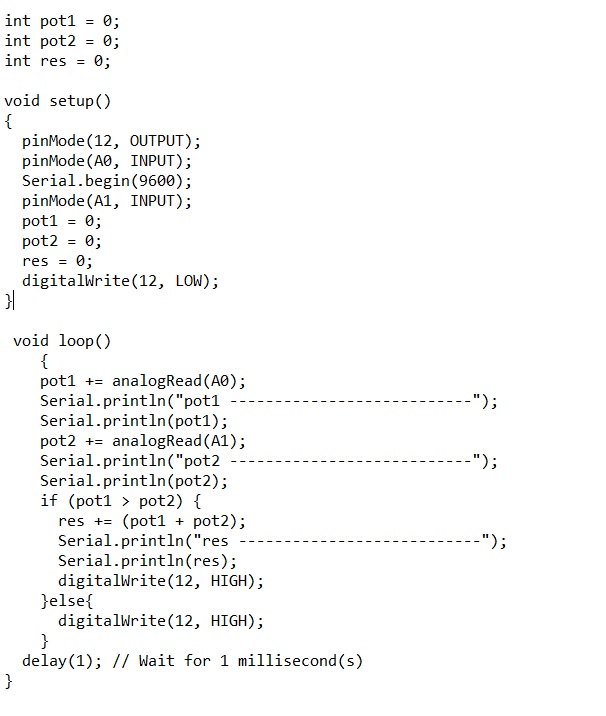 int pot1 = 0;
int pot2 = 0;
int res = 0;

void setup()
{
  pinMode(12, OUTPUT);
  pinMode(A0, INPUT);
  Serial.begin(9600);
  pinMode(A1, INPUT);
  pot1 = 0;
  pot2 = 0;
  res = 0;
  digitalWrite(12, LOW);
}

 void loop()
    {
    pot1 += analogRead(A0);
    Serial.println("pot1 ---------------------------");
    Serial.println(pot1);
    pot2 += analogRead(A1);
    Serial.println("pot2 ---------------------------");
    Serial.println(pot2);
    if (pot1 > pot2) {
      res += (pot1 + pot2);
      Serial.println("res ---------------------------");
      Serial.println(res);
      digitalWrite(12, HIGH);
    }else{
      digitalWrite(12, HIGH);
    }
  delay(1); // Wait for 1 millisecond(s)
}